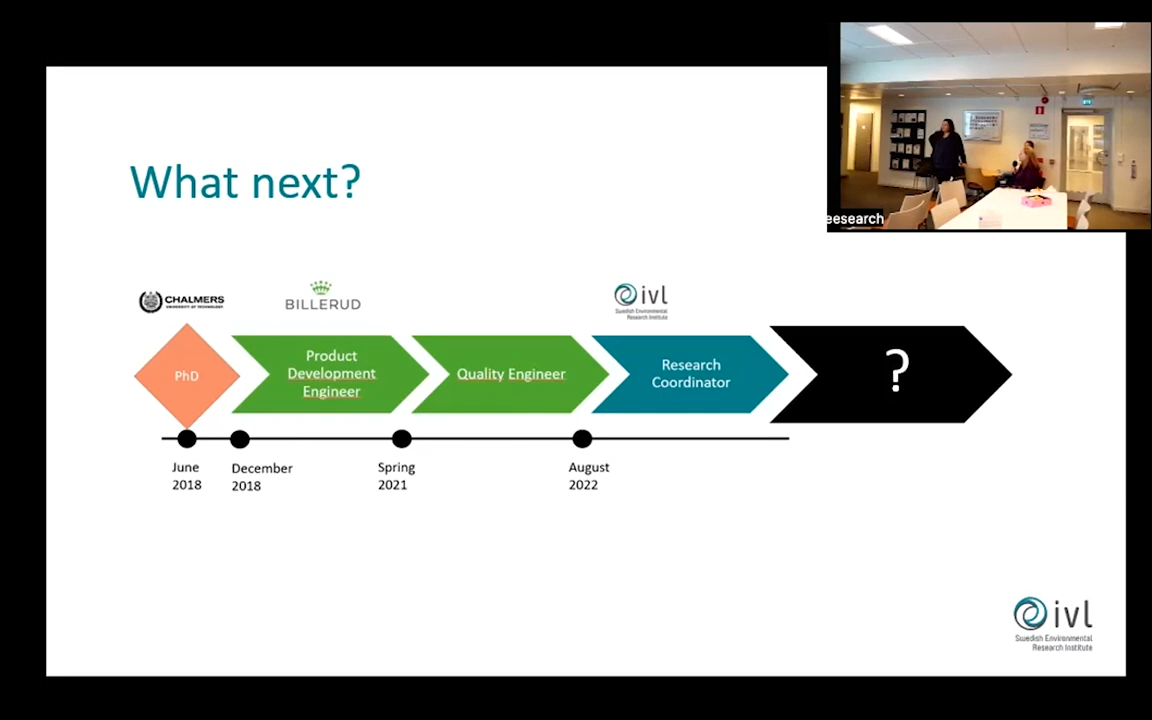 What next?
eesearch
CHALMERS
UNIVERSITY OF TECHNOLOGY
BILLERUD
ivl
Swedish Environmental
Research Institute
PhD
Product
Development
Engineer
Quality Engineer
Research
Coordinator
?
June
2018
December
2018
Spring
2021
August
2022
ivl
Swedish Environmental
Research Institute